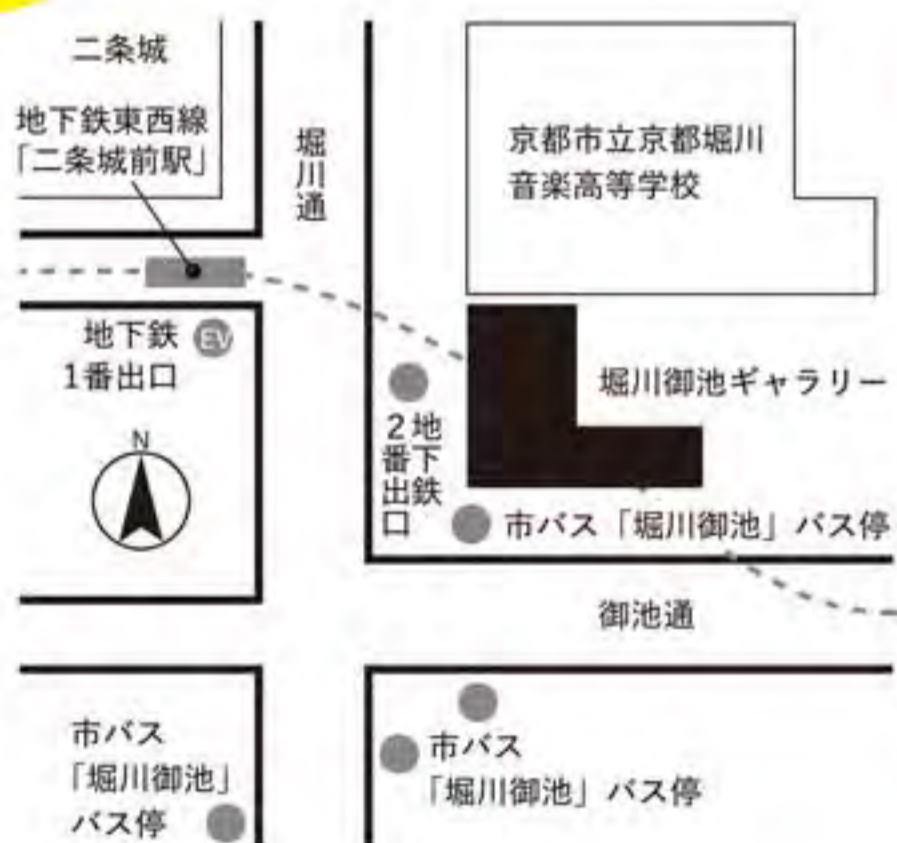 二条城
地下鉄東西線
「二条城前駅」
堀川通
京都市立京都堀川
音楽高等学校
地下鉄
1番出口
EV
堀川御池ギャラリー
N
地下鉄
2番出口
市バス「堀川御池」バス停
御池通
市バス
「堀川御池」
バス停
市バス
「堀川御池」バス停